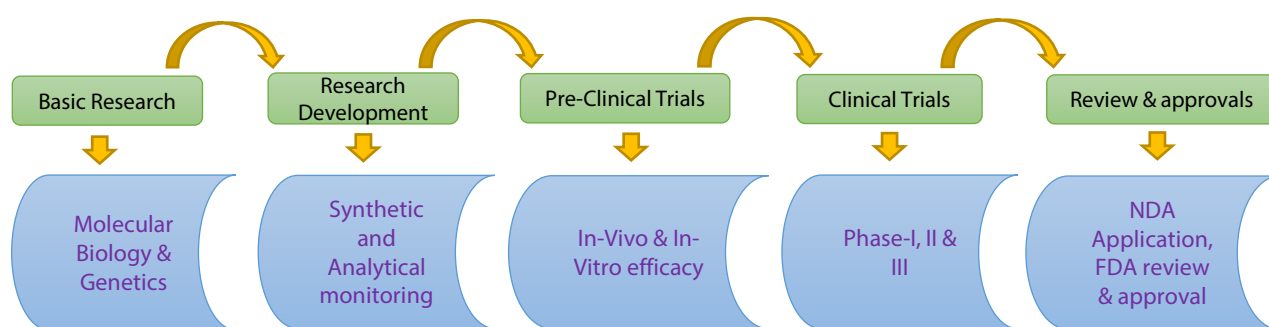 Basic Research
Research
Development
Pre-Clinical Trials
Clinical Trials
Review & approvals
Molecular
Biology &
Genetics
Synthetic
and
Analytical
monitoring
In-Vivo & In-
Vitro efficacy
Phase-I, II &
III
NDA
Application,
FDA review
& approval